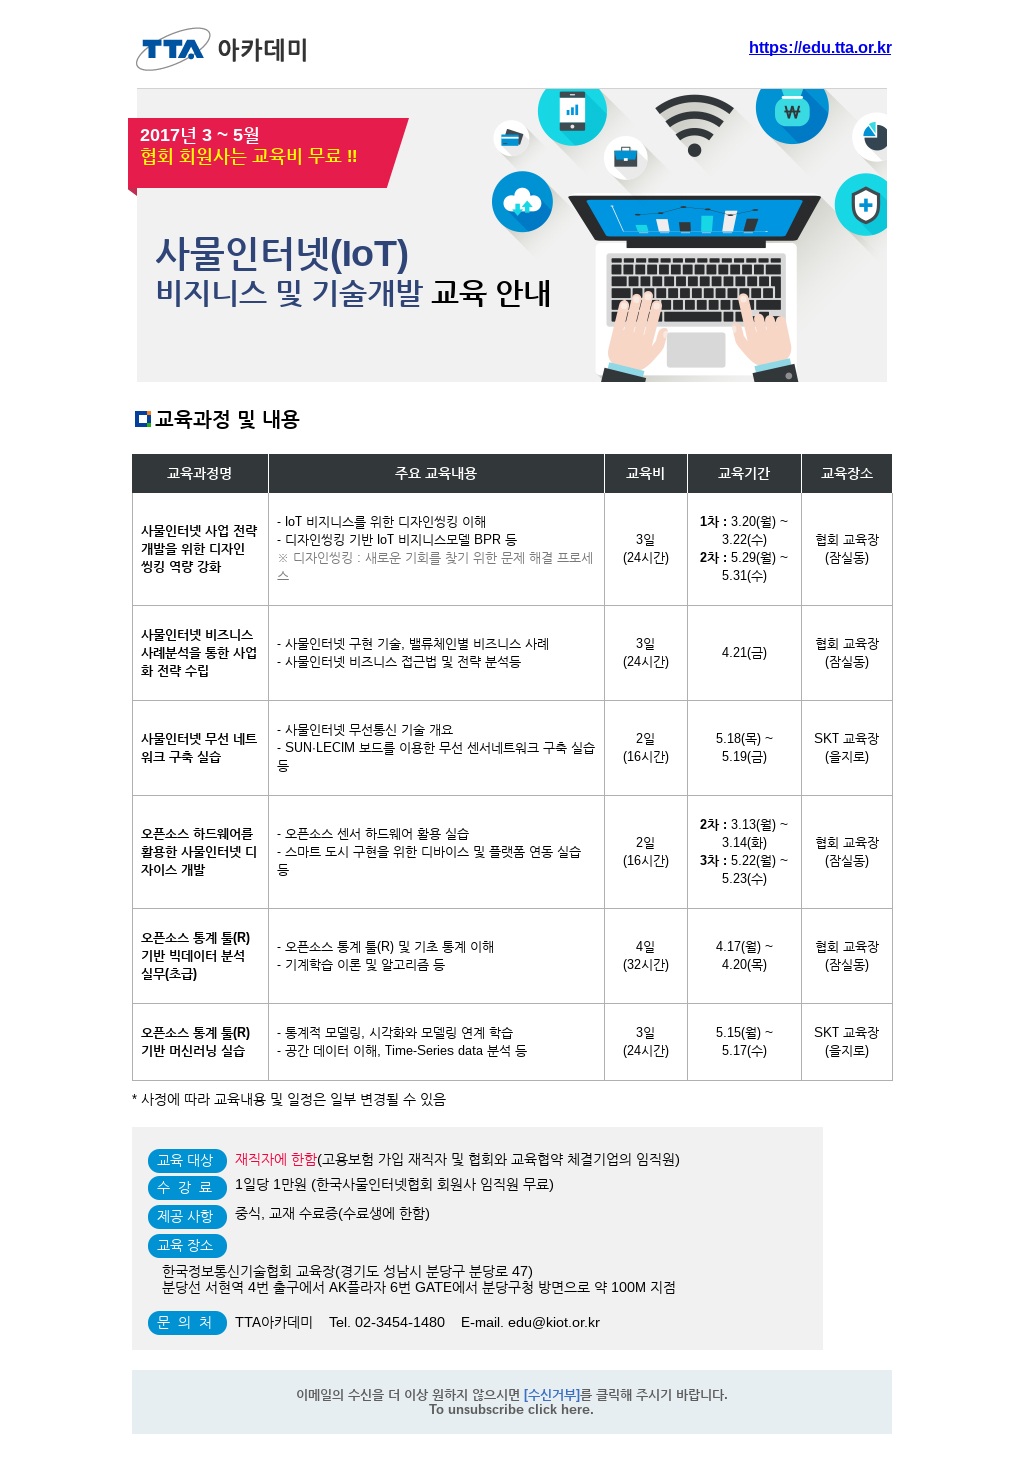 TTA 아카데미
https://edu.tta.or.kr
2017년 3 ~ 5월
협회 회원사는 교육비 무료 !!
사물인터넷(IoT)
비지니스 및 기술개발 교육 안내
교육과정 및 내용
교육과정명 주요 교육내용 교육비 교육기간 교육장소
사물인터넷 사업 전략
개발을 위한 디자인
씽킹 역량 강화
- IoT 비지니스를 위한 디자인씽킹 이해
- 디자인씽킹 기반 IoT 비지니스모델 BPR 등
※ 디자인씽킹 : 새로운 기회를 찾기 위한 문제 해결 프로세
스
3일
(24시간)
1차 : 3.20(월) ~
3.22(수)
2차 : 5.29(월) ~
5.31(수)
협회 교육장
(잠실동)
사물인터넷 비즈니스
사례분석을 통한 사업
화 전략 수립
- 사물인터넷 구현 기술, 밸류체인별 비즈니스 사례
- 사물인터넷 비즈니스 접근법 및 전략 분석등
3일
(24시간)
4.21(금)
협회 교육장
(잠실동)
사물인터넷 무선 네트
워크 구축 실습
- 사물인터넷 무선통신 기술 개요
- SUN·LECIM 보드를 이용한 무선 센서네트워크 구축 실습
등
2일
(16시간)
5.18(목) ~
5.19(금)
SKT 교육장
(을지로)
오픈소스 하드웨어를
활용한 사물인터넷 디
자이스 개발
- 오픈소스 센서 하드웨어 활용 실습
- 스마트 도시 구현을 위한 디바이스 및 플랫폼 연동 실습
등
2일
(16시간)
2차 : 3.13(월) ~
3.14(화)
3차 : 5.22(월) ~
5.23(수)
협회 교육장
(잠실동)
오픈소스 통계 툴(R)
기반 빅데이터 분석
실무(초급)
- 오픈소스 통계 툴(R) 및 기초 통계 이해
- 기계학습 이론 및 알고리즘 등
4일
(32시간)
4.17(월) ~
4.20(목)
협회 교육장
(잠실동)
오픈소스 통계 툴(R)
기반 머신러닝 실습
- 통계적 모델링, 시각화와 모델링 연계 학습
- 공간 데이터 이해, Time-Series data 분석 등
3일
(24시간)
5.15(월) ~
5.17(수)
SKT 교육장
(을지로)
* 사정에 따라 교육내용 및 일정은 일부 변경될 수 있음
교육 대상 재직자에 한함(고용보험 가입 재직자 및 협회와 교육협약 체결기업의 임직원)
수 강 료 1일당 1만원 (한국사물인터넷협회 회원사 임직원 무료)
제공 사항 중식, 교재 수료증(수료생에 한함)
교육 장소
한국정보통신기술협회 교육장(경기도 성남시 분당구 분당로 47)
분당선 서현역 4번 출구에서 AK플라자 6번 GATE에서 분당구청 방면으로 약 100M 지점
문 의 처 TTA아카데미 Tel. 02-3454-1480 E-mail. edu@kiot.or.kr
이메일의 수신을 더 이상 원하지 않으시면 [수신거부]를 클릭해 주시기 바랍니다.
To unsubscribe click here.